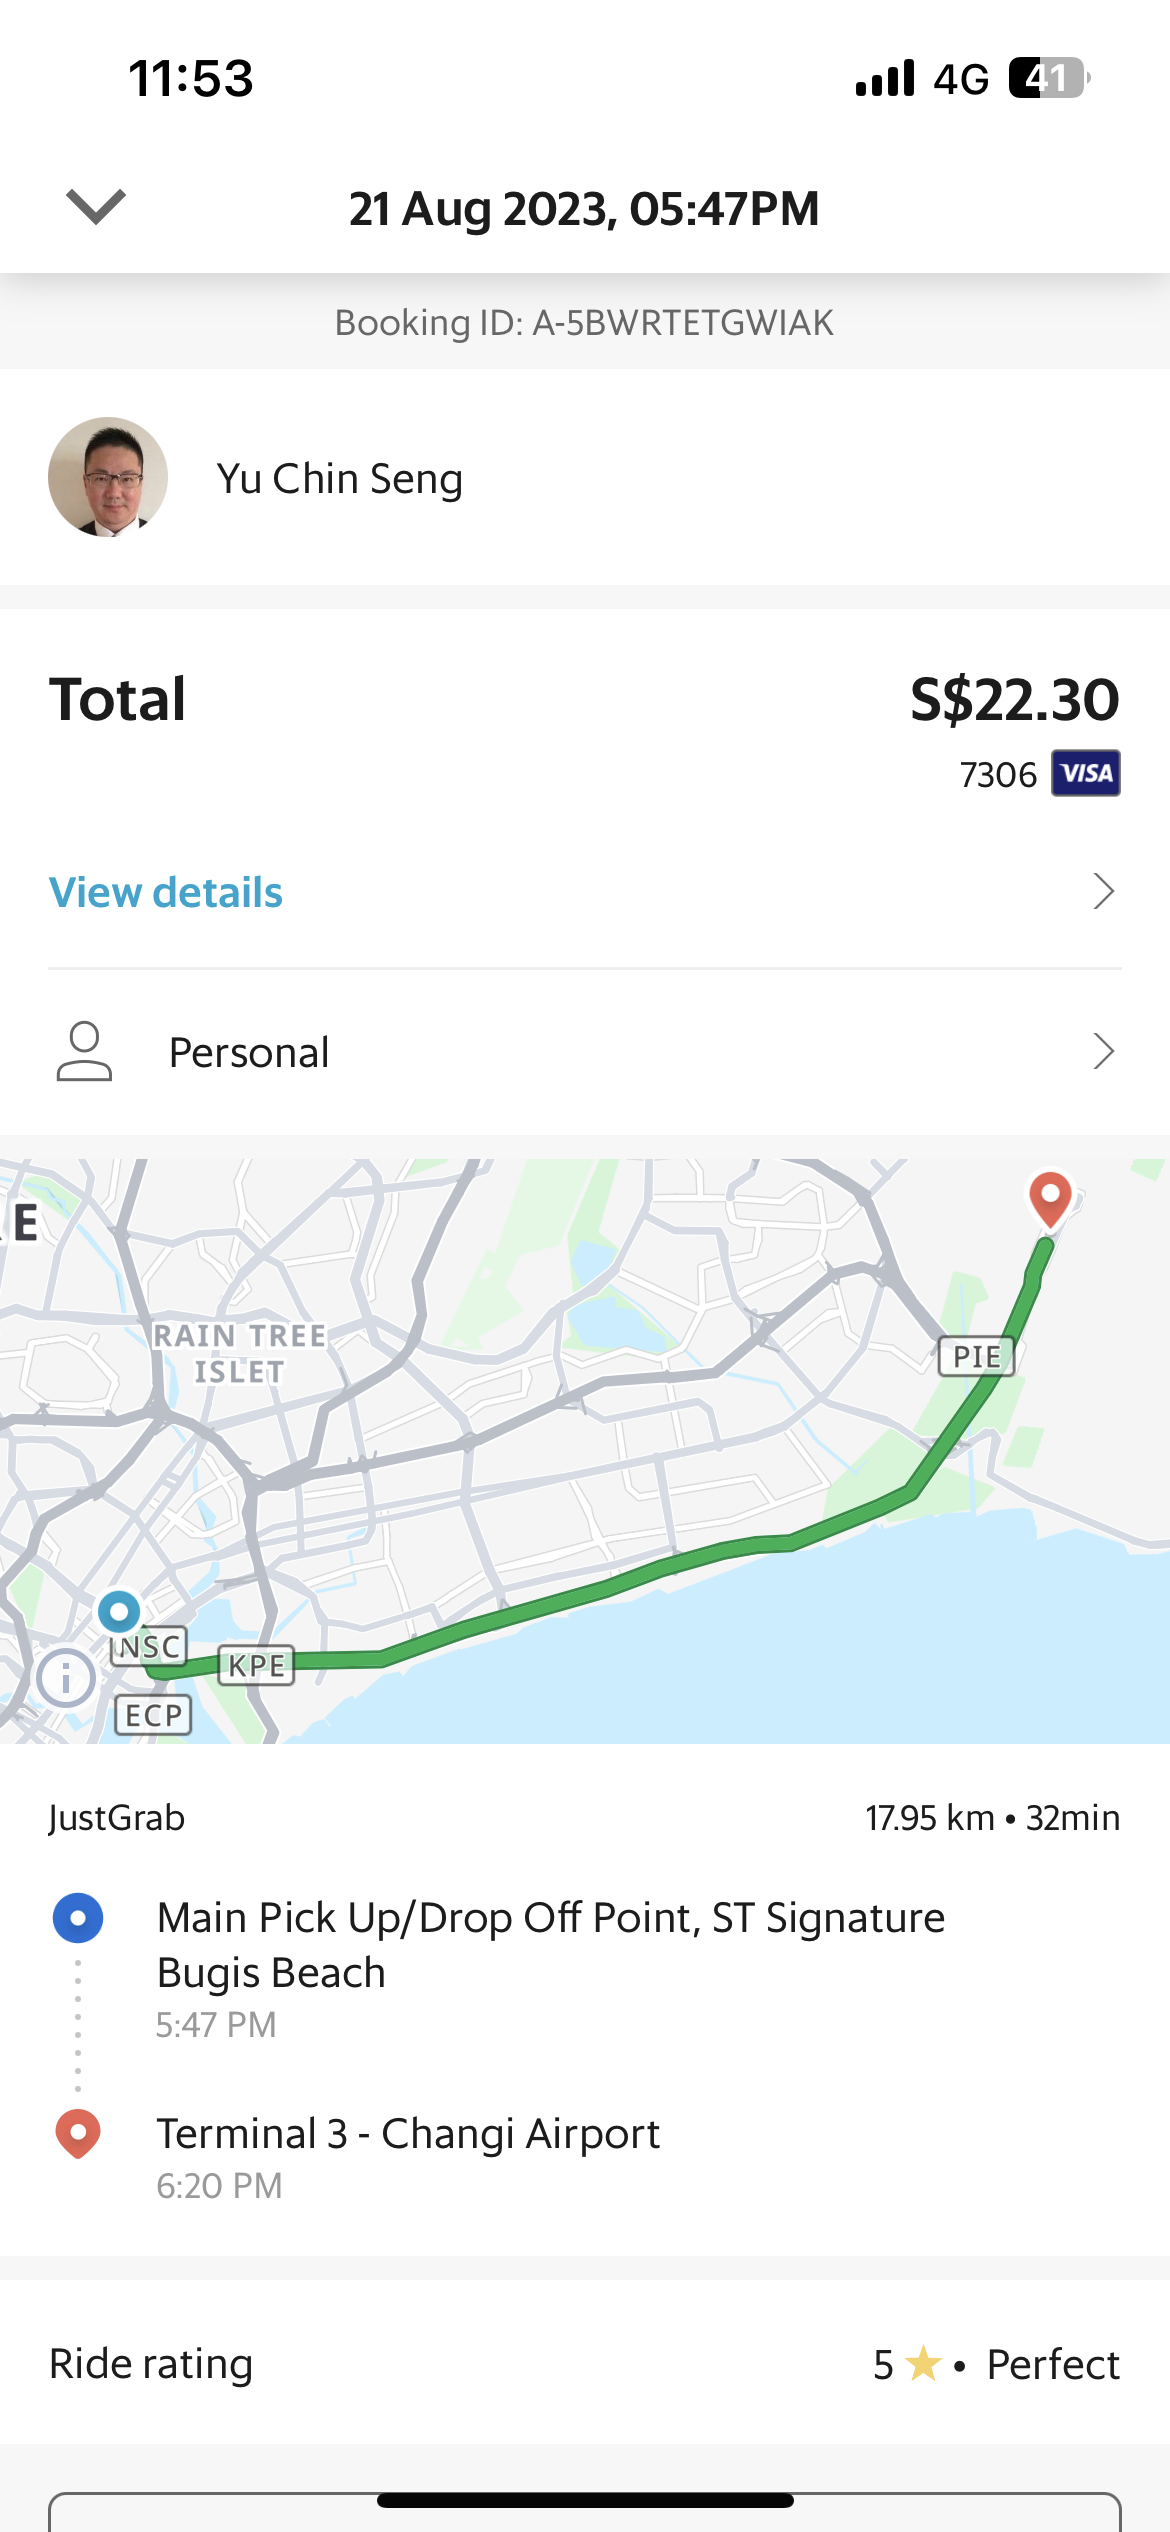 11:53
4G 41
21 Aug 2023, 05:47PM
Booking ID: A-5BWRTETGWIAK
Yu Chin Seng
Total S$22.30
7306 VISA
View details
Personal
E
RAIN TREE
ISLET
PIE
NSC
KPE
ECP
JustGrab 17.95 km • 32min
Main Pick Up/Drop Off Point, ST Signature
Bugis Beach
5:47 PM
Terminal 3 - Changi Airport
6:20 PM
Ride rating 5 ★ • Perfect